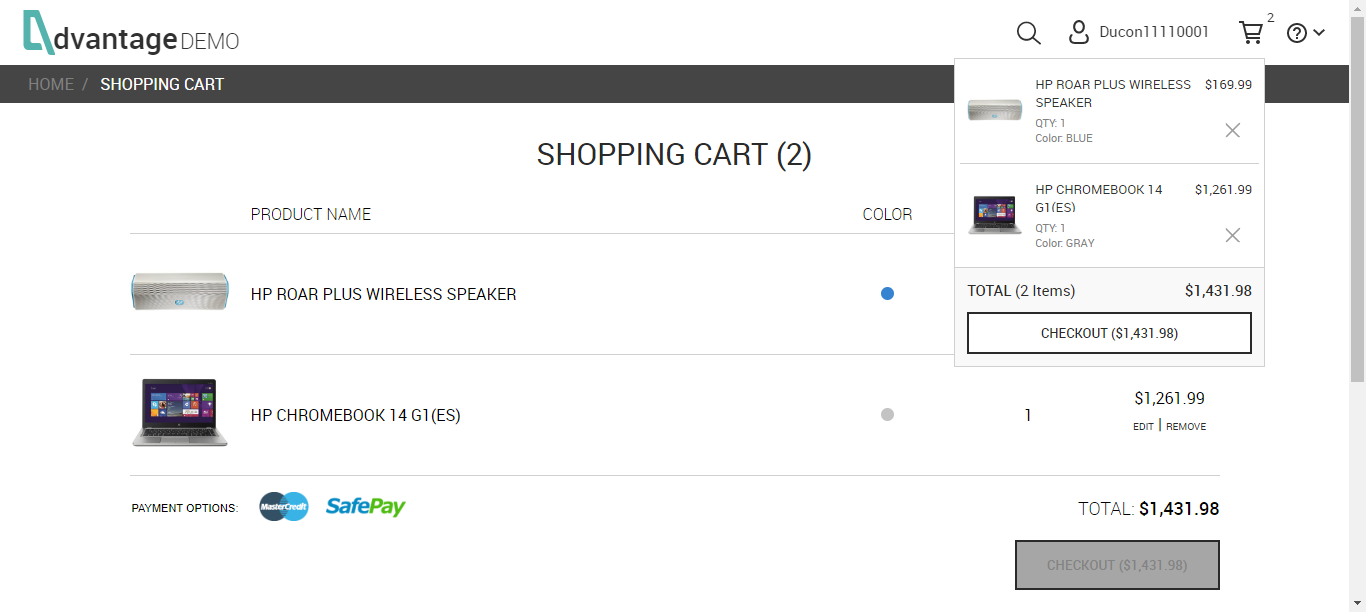 dvantage DEMO
Ducon11110001
2
HOME / SHOPPING CART
HP ROAR PLUS WIRELESS SPEAKER
$169.99
QTY: 1
Color: BLUE
HP CHROMEBOOK 14 G1(ES)
$1,261.99
QTY: 1
Color: GRAY
TOTAL (2 Items) $1,431.98
CHECKOUT ($1,431.98)
SHOPPING CART (2)
PRODUCT NAME COLOR
HP ROAR PLUS WIRELESS SPEAKER
HP CHROMEBOOK 14 G1(ES) 1 $1,261.99
EDIT | REMOVE
PAYMENT OPTIONS: MasterCredit SafePay
TOTAL: $1,431.98
CHECKOUT ($1,431.98)